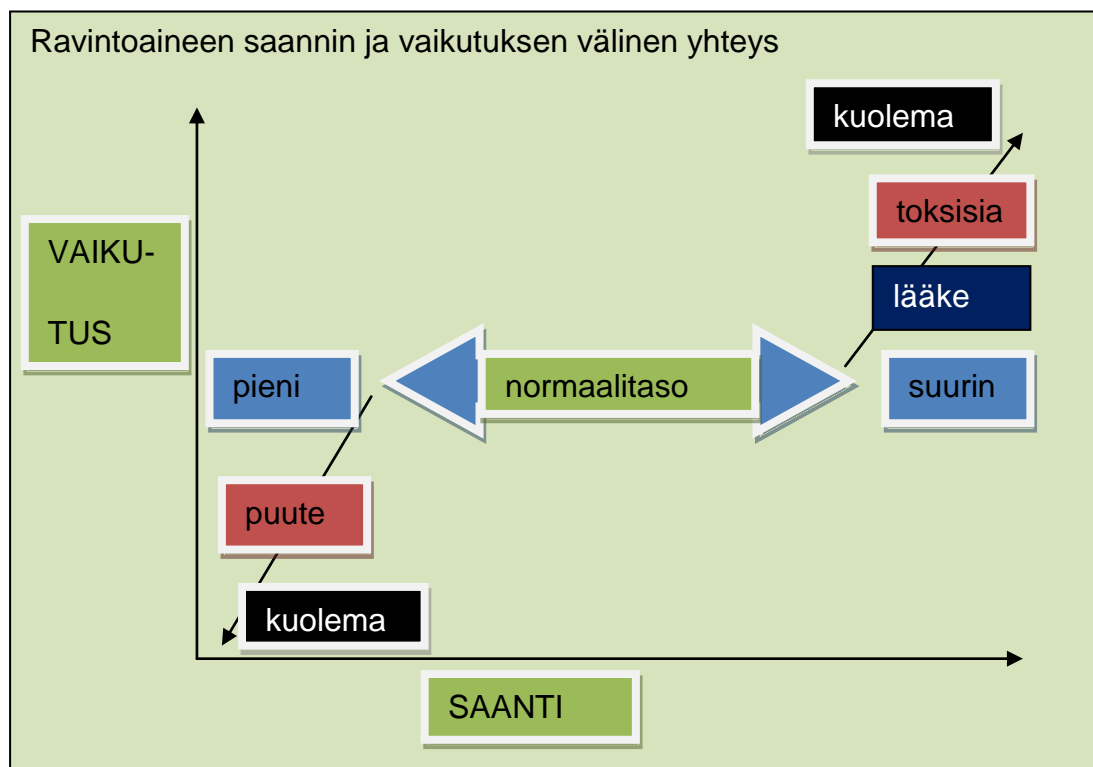 Ravintoaineen saannin ja vaikutuksen välinen yhteys
kuolema
toksisia
VAIKU-
TUS
lääke
pieni
normaalitaso
suurin
puute
kuolema
SAANTI